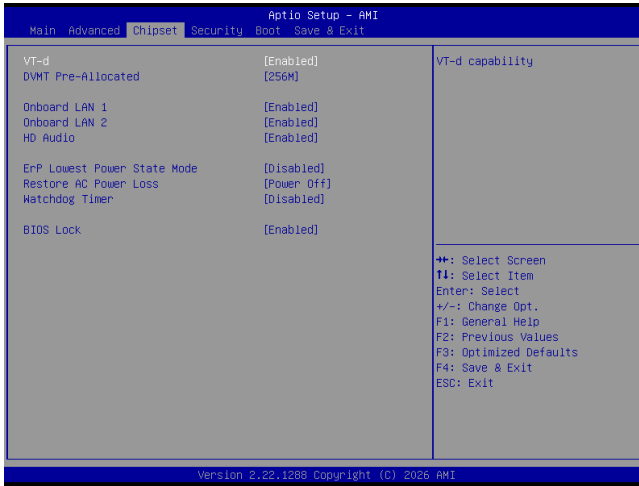 Aptio Setup - AMI
Main Advanced Chipset Security Boot Save & Exit
VT-d [Enabled] VT-d capability
DVMT Pre-Allocated [256M]
Onboard LAN 1 [Enabled]
Onboard LAN 2 [Enabled]
HD Audio [Enabled]
ErP Lowest Power State Mode [Disabled]
Restore AC Power Loss [Power Off]
Watchdog Timer [Disabled]
BIOS Lock [Enabled]
→←: Select Screen
↑↓: Select Item
Enter: Select
+/-: Change Opt.
F1: General Help
F2: Previous Values
F3: Optimized Defaults
F4: Save & Exit
ESC: Exit
Version 2.22.1288 Copyright (C) 2026 AMI